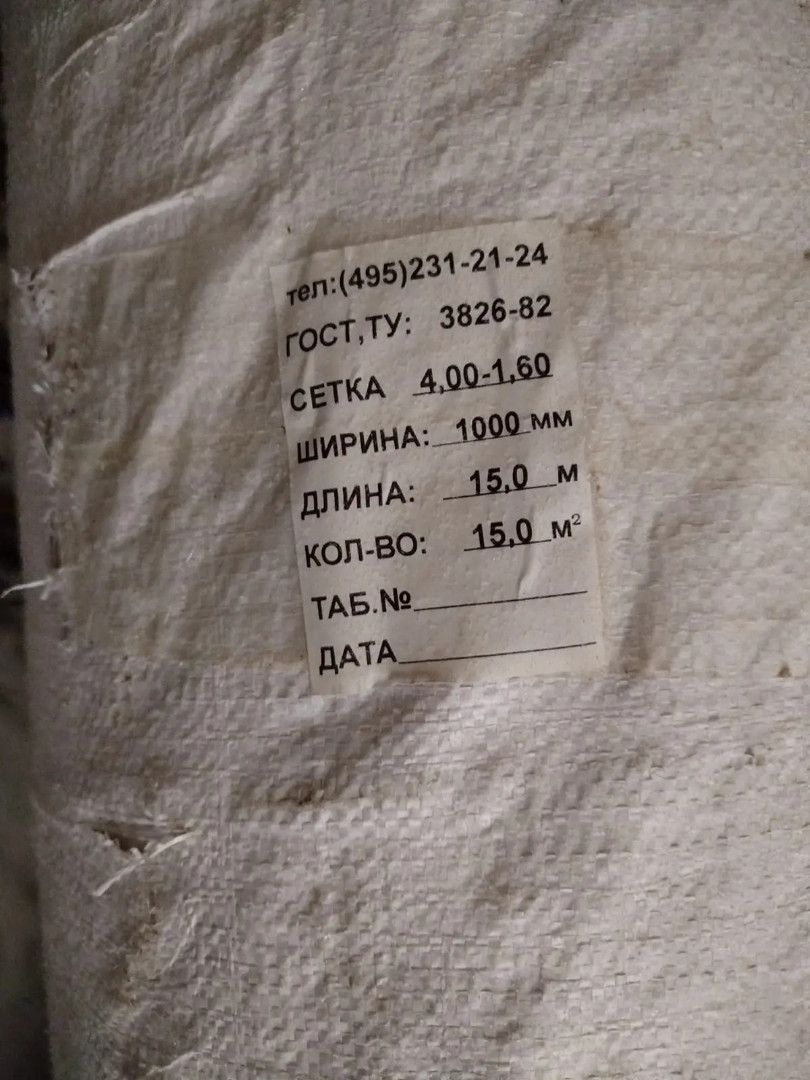 тел:(495)231-21-24
ГОСТ,ТУ: 3826-82
СЕТКА 4,00-1,60
ШИРИНА: 1000 мм
ДЛИНА: 15,0 м
КОЛ-ВО: 15,0 м²
ТАБ.№
ДАТА